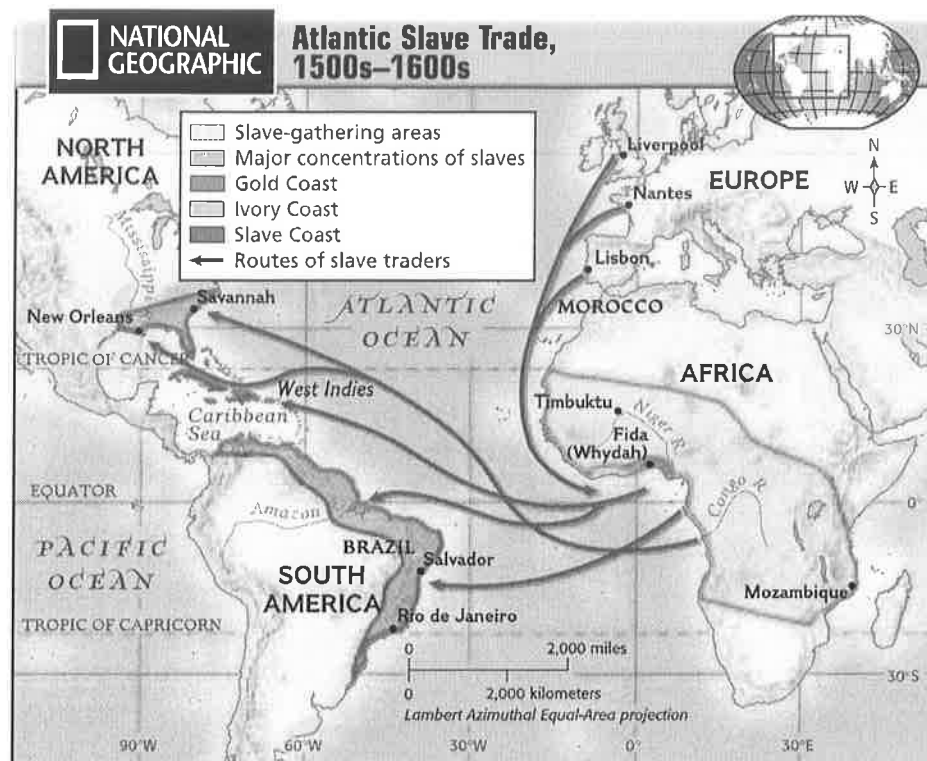 NATIONAL
GEOGRAPHIC
Atlantic Slave Trade,
1500s–1600s
Slave-gathering areas
Major concentrations of slaves
Gold Coast
Ivory Coast
Slave Coast
Routes of slave traders
N
W E
S
NORTH
AMERICA
Mississippi
Liverpool
EUROPE
Nantes
Lisbon
MOROCCO
Savannah
New Orleans
ATLANTIC
OCEAN
30°N
TROPIC OF CANCER
West Indies
AFRICA
Caribbean
Sea
Timbuktu
Niger R.
Fida
(Whydah)
EQUATOR
0°
Amazon
Congo R.
PACIFIC
OCEAN
BRAZIL
Salvador
SOUTH
AMERICA
Mozambique
TROPIC OF CAPRICORN
Rio de Janeiro
0 2,000 miles
0 2,000 kilometers
Lambert Azimuthal Equal-Area projection
30°S
90°W 60°W 30°W 0° 30°E